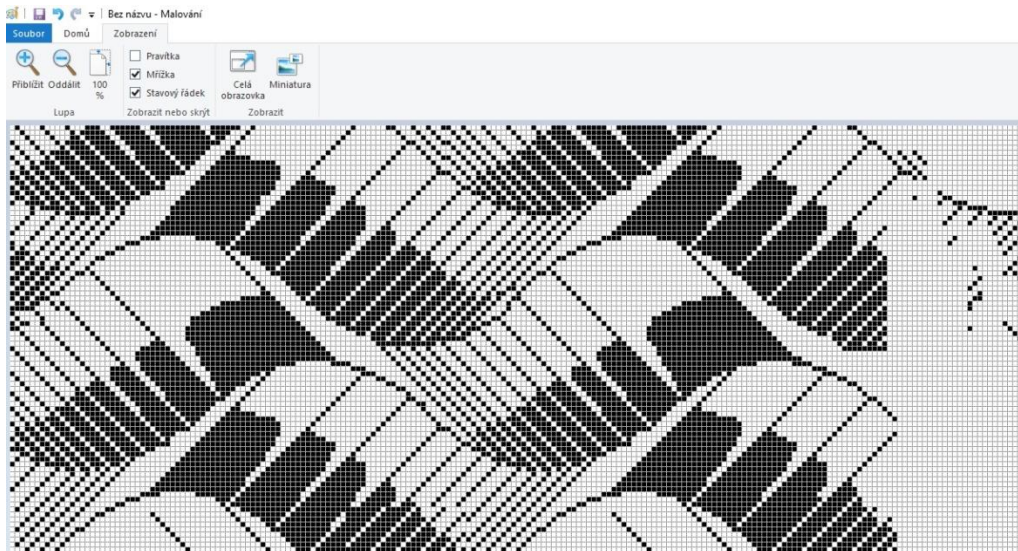 Bez názvu - Malování
Soubor Domů Zobrazení
Přiblížit Oddálit 100 %
Pravítka
Mřížka
Stavový řádek
Celá obrazovka
Miniatura
Lupa Zobrazit nebo skrýt Zobrazit